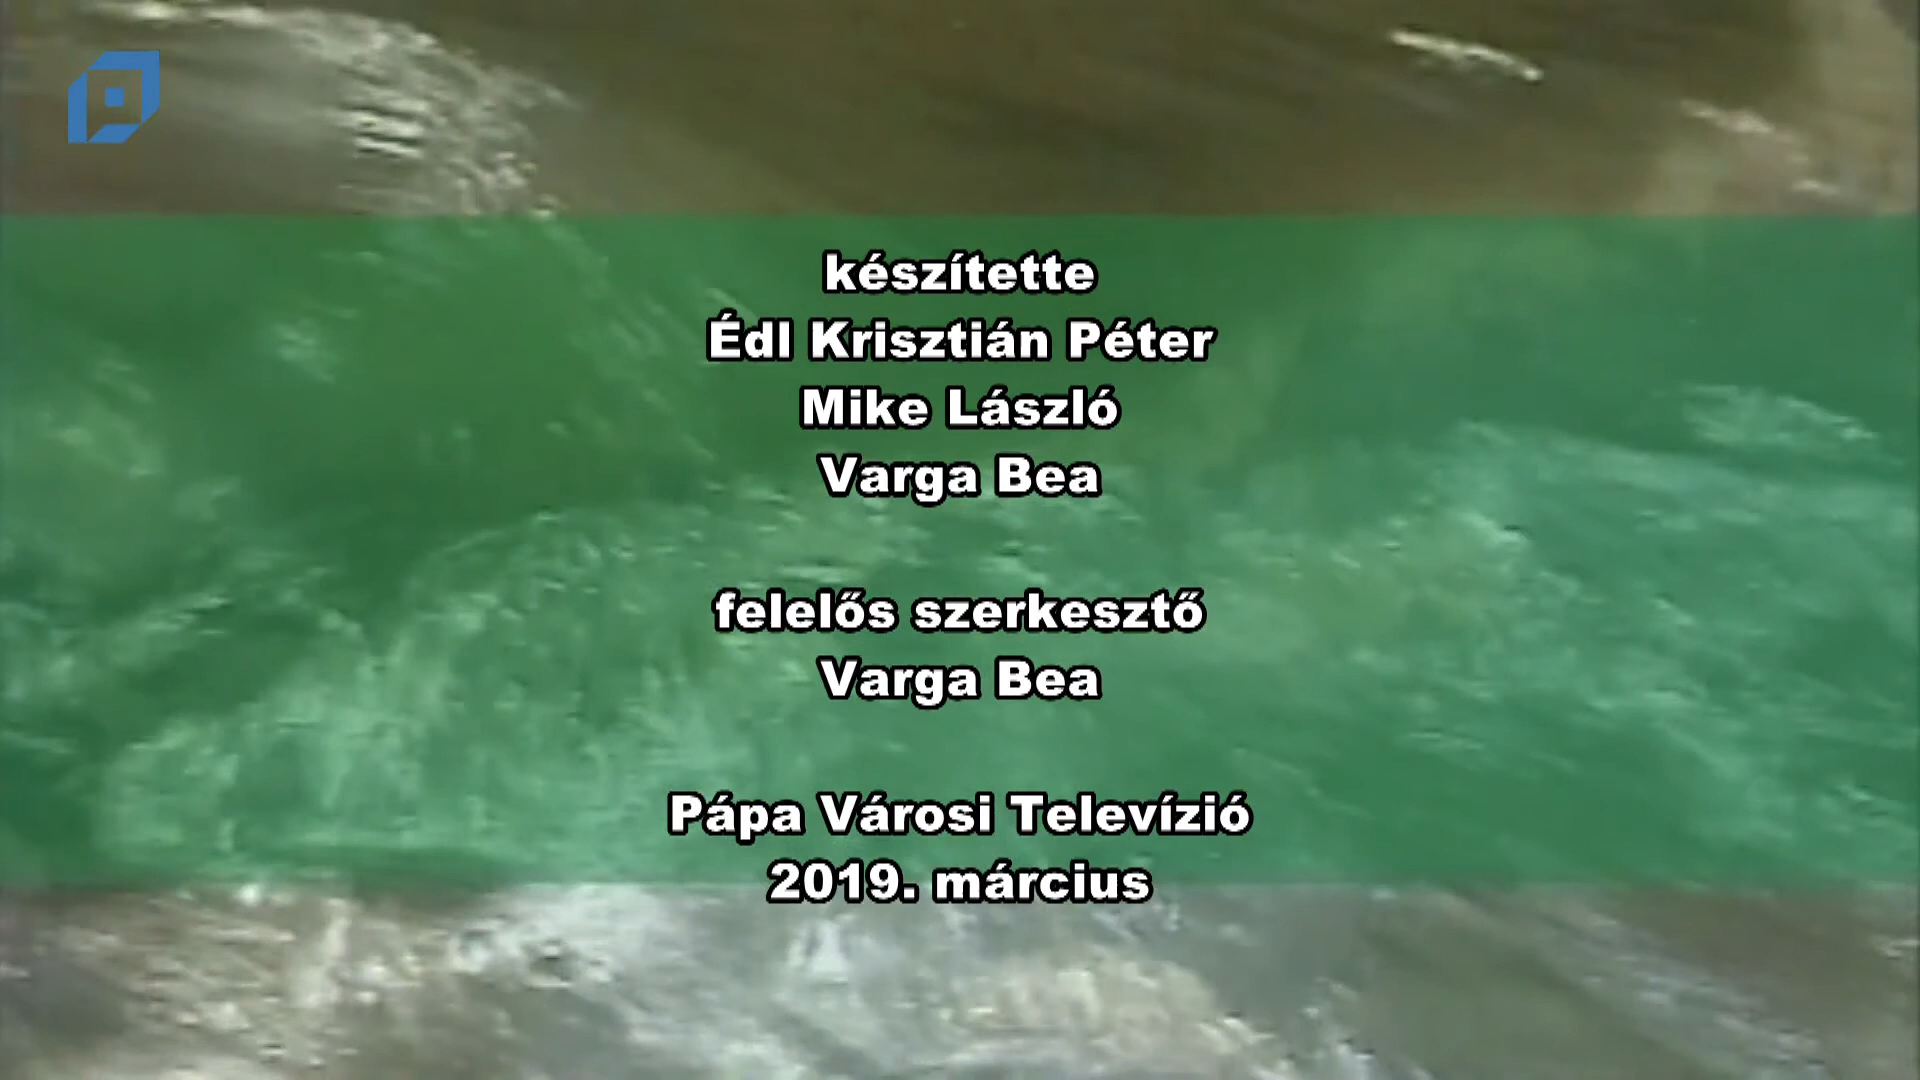 készítette
Édl Krisztián Péter
Mike László
Varga Bea
felelős szerkesztő
Varga Bea
Pápa Városi Televízió
2019. március